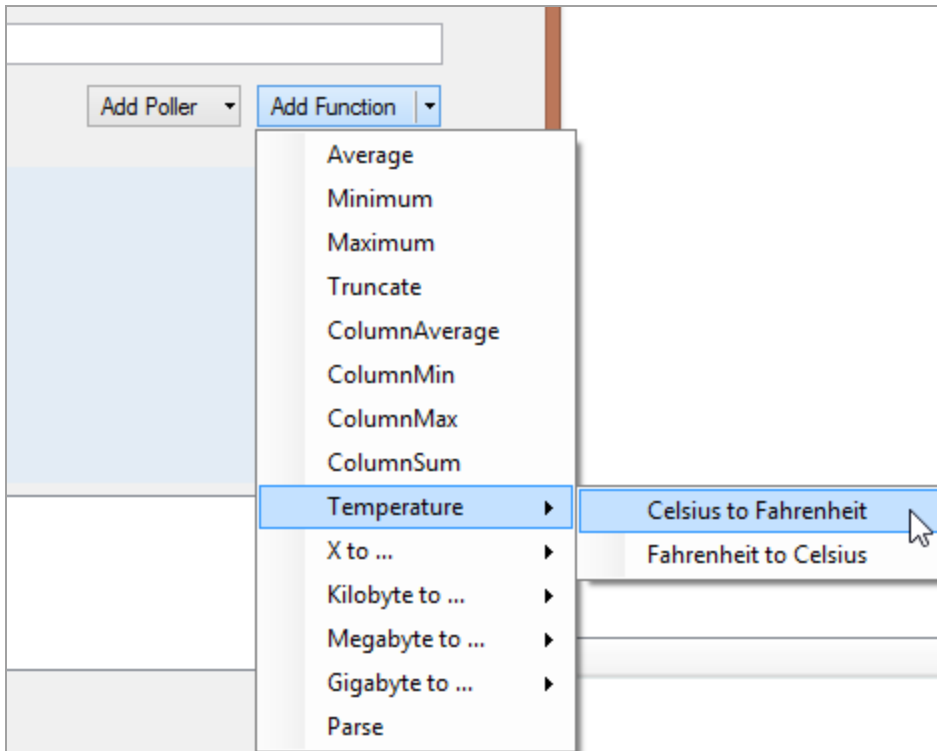 Add Poller
Add Function
Average
Minimum
Maximum
Truncate
ColumnAverage
ColumnMin
ColumnMax
ColumnSum
Temperature
Celsius to Fahrenheit
Fahrenheit to Celsius
X to ...
Kilobyte to ...
Megabyte to ...
Gigabyte to ...
Parse